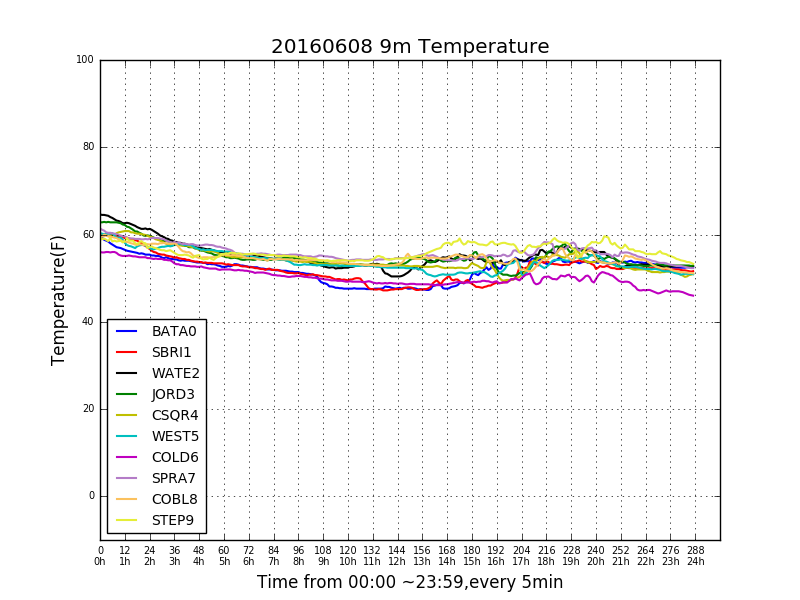 20160608 9m Temperature
100
80
60
40
20
0
Temperature(F)
BATA0
SBRI1
WATE2
JORD3
CSQR4
WEST5
COLD6
SPRA7
COBL8
STEP9
0 12 24 36 48 60 72 84 96 108 120 132 144 156 168 180 192 204 216 228 240 252 264 276 288
0h 1h 2h 3h 4h 5h 6h 7h 8h 9h 10h 11h 12h 13h 14h 15h 16h 17h 18h 19h 20h 21h 22h 23h 24h
Time from 00:00 ~23:59,every 5min